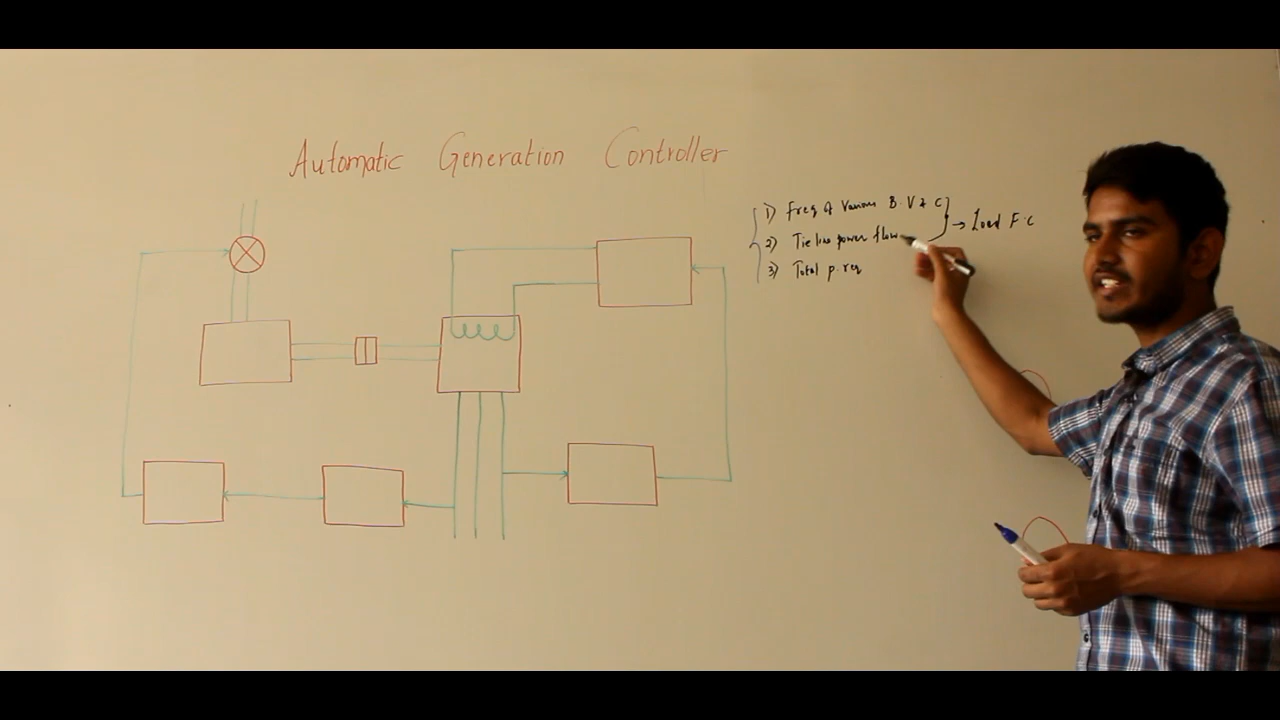 Automatic Generation Controller
1) Freq of Various B.V & C
2) Tie line power flow
→ Load F.C
3) Total p. req